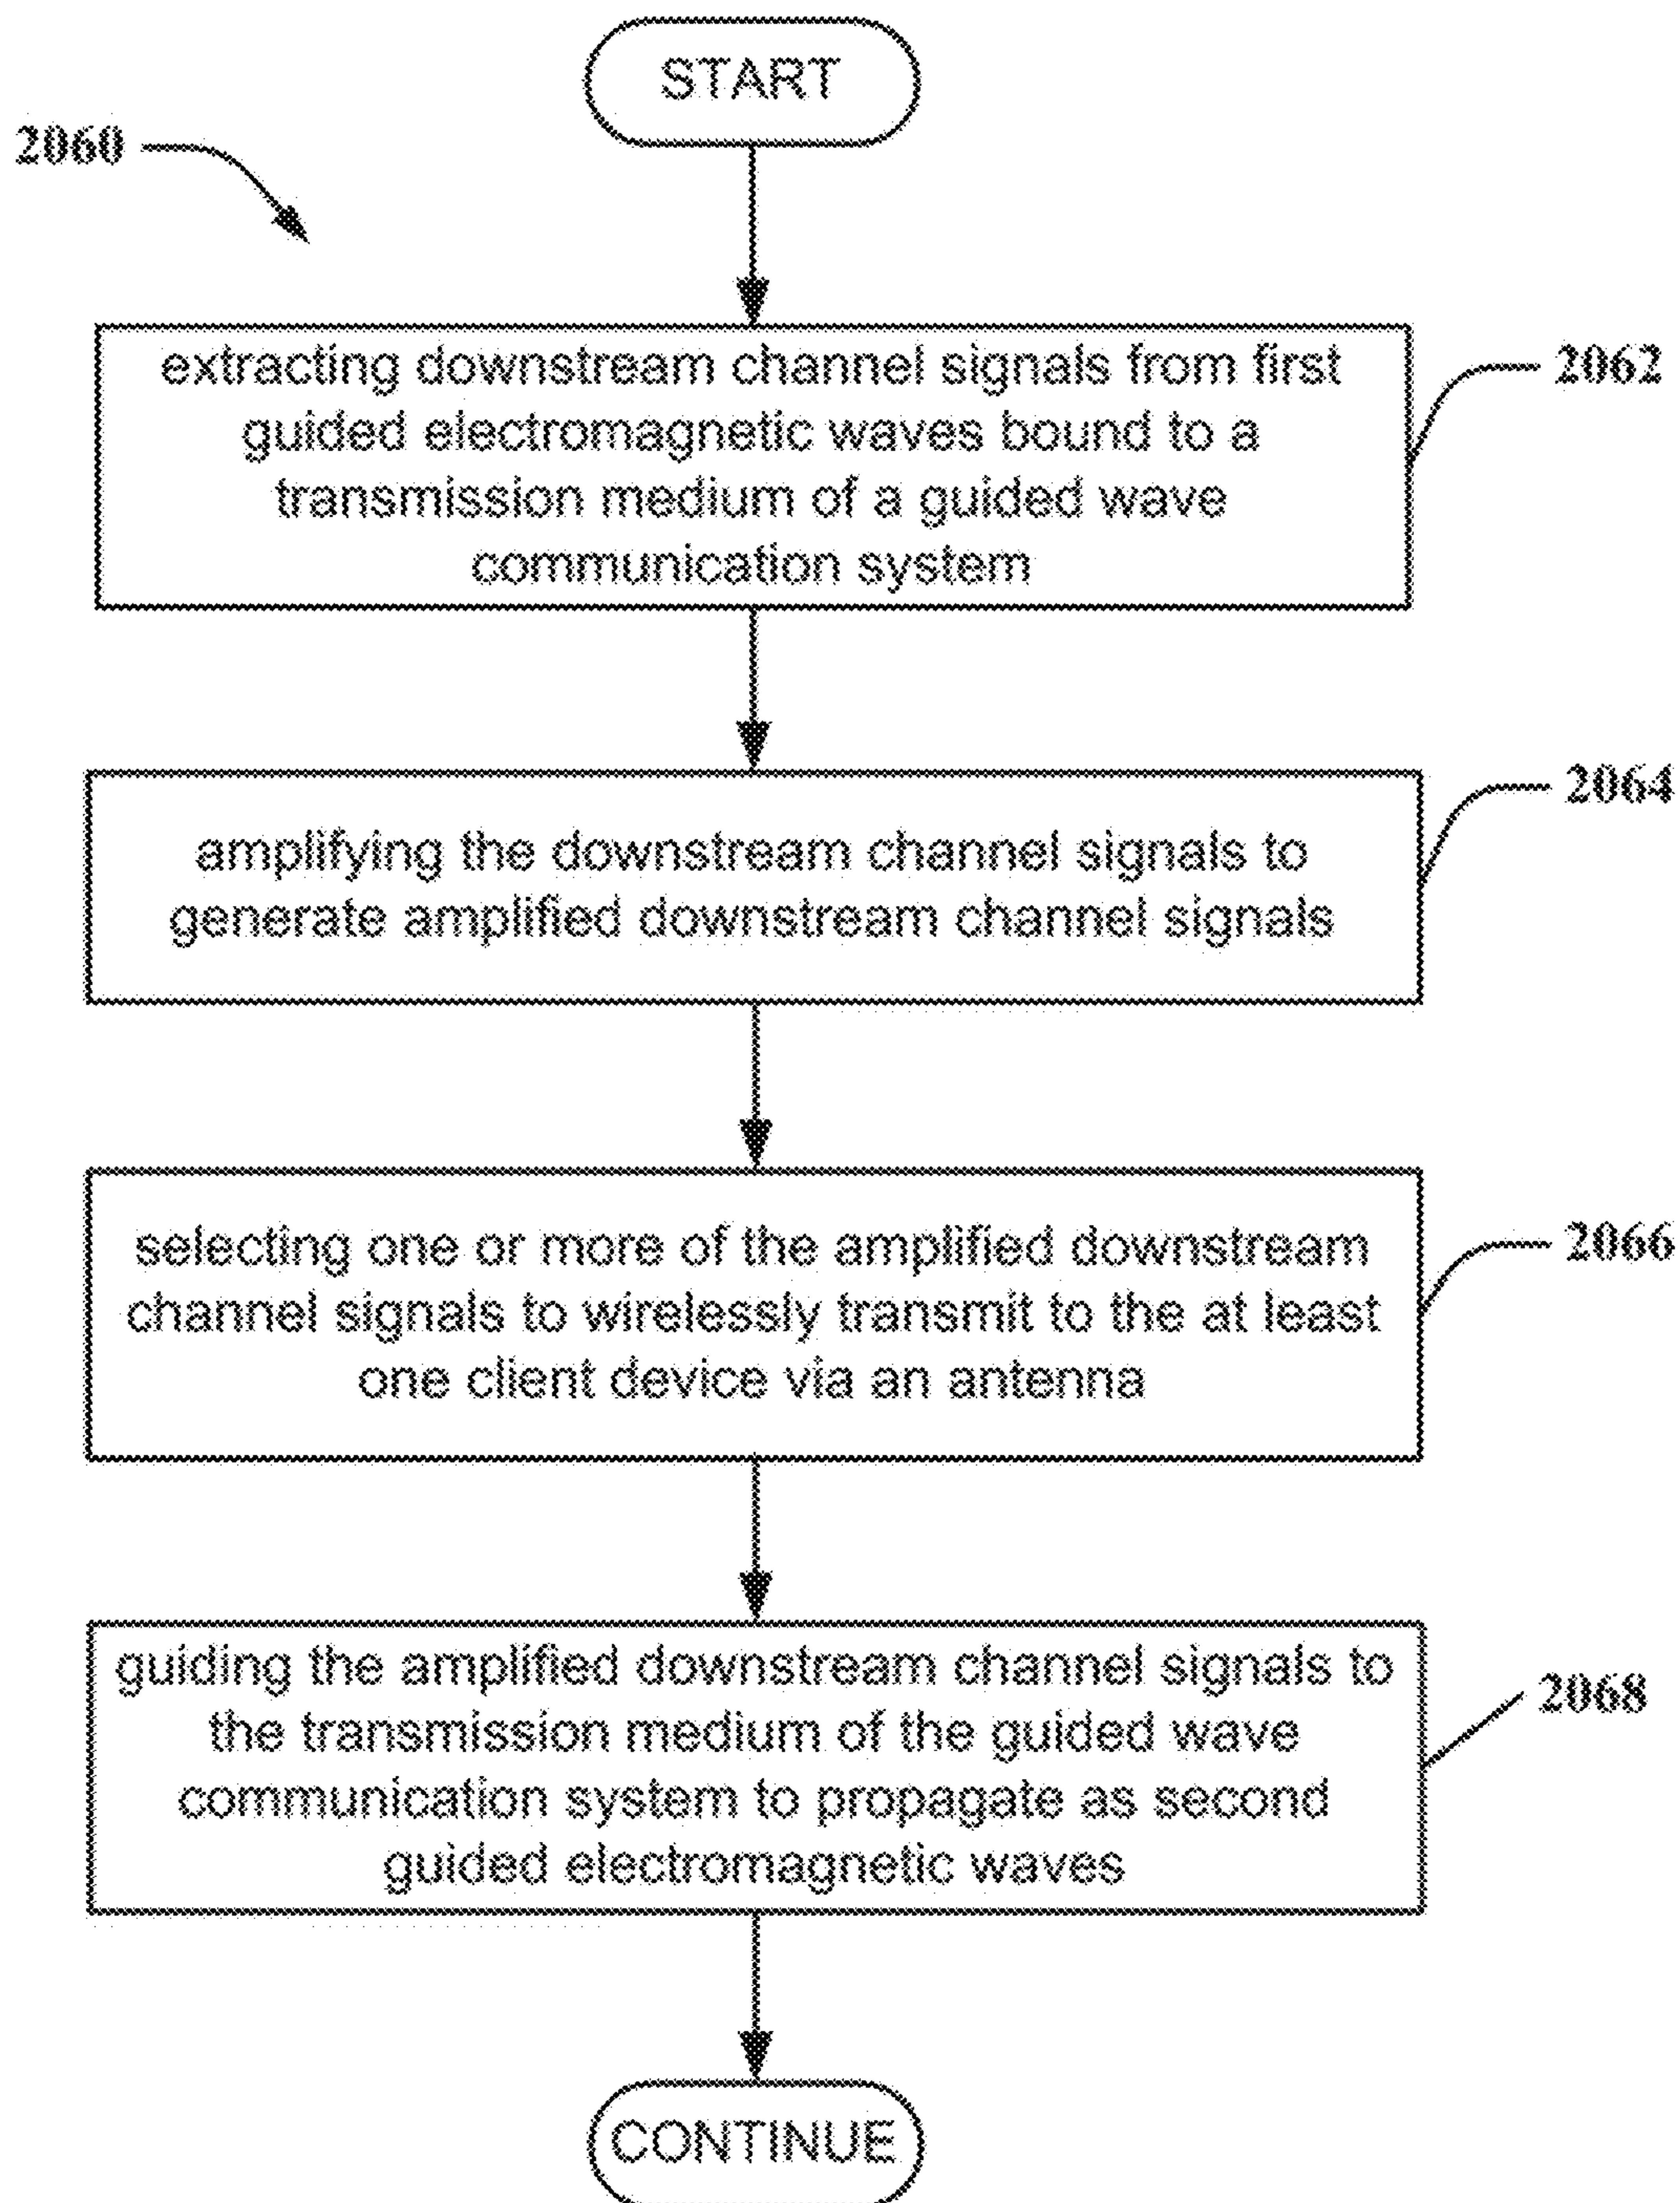 START
2060
extracting downstream channel signals from first
guided electromagnetic waves bound to a
transmission medium of a guided wave
communication system
2062
amplifying the downstream channel signals to
generate amplified downstream channel signals
2064
selecting one or more of the amplified downstream
channel signals to wirelessly transmit to the at least
one client device via an antenna
2066
guiding the amplified downstream channel signals to
the transmission medium of the guided wave
communication system to propagate as second
guided electromagnetic waves
2068
CONTINUE